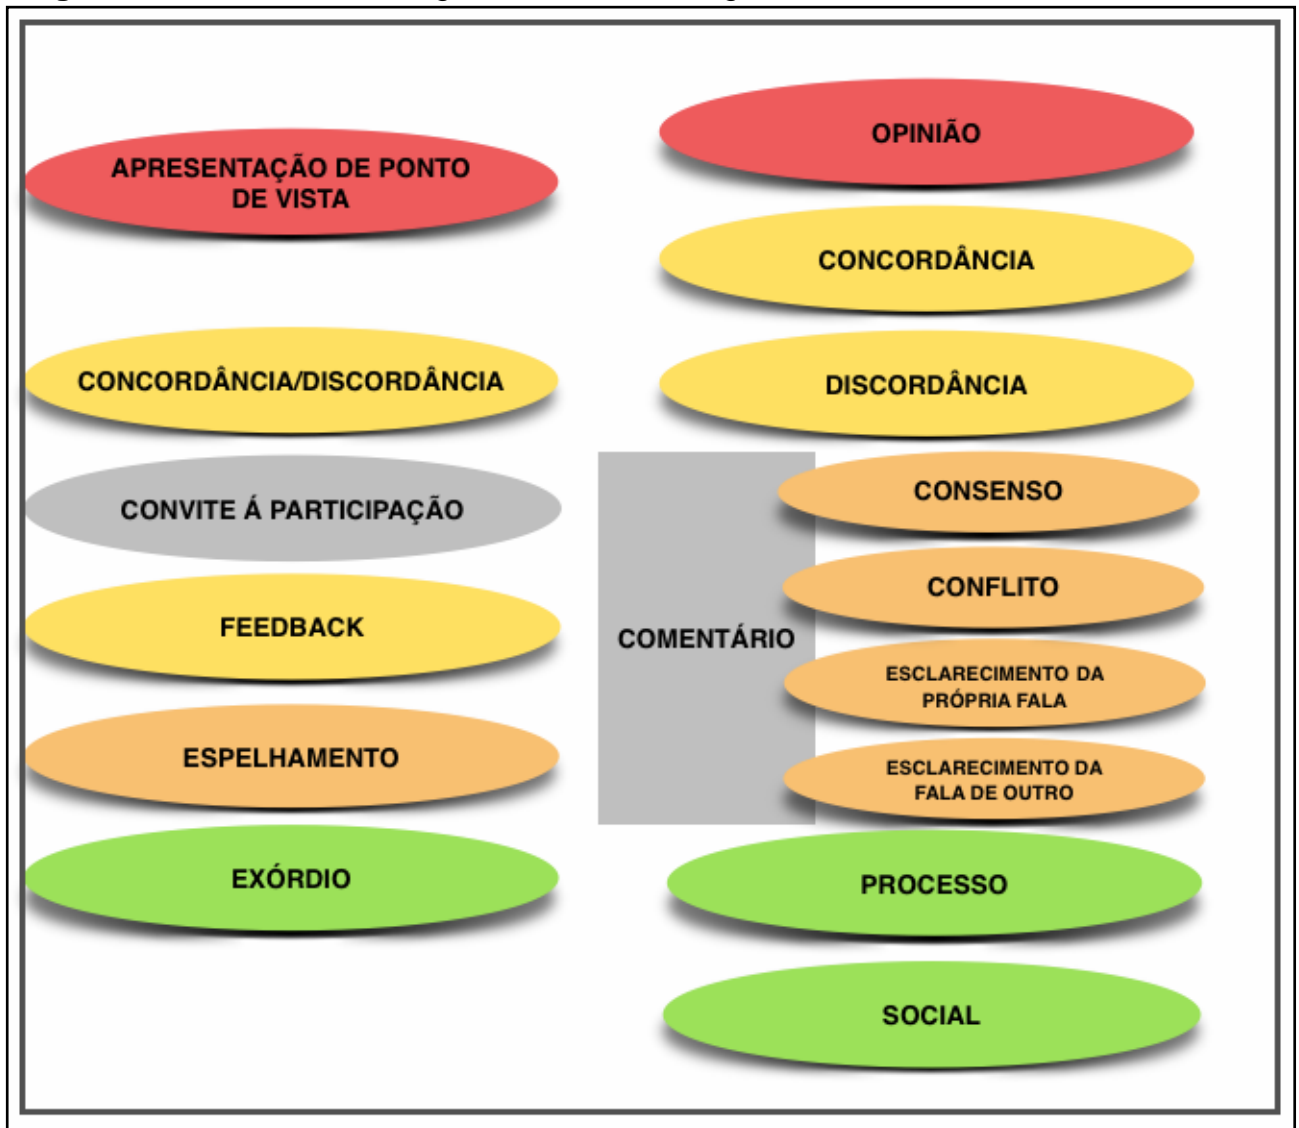 APRESENTAÇÃO DE PONTO
DE VISTA
CONCORDÂNCIA/DISCORDÂNCIA
CONVITE Á PARTICIPAÇÃO
FEEDBACK
ESPELHAMENTO
EXÓRDIO
OPINIÃO
CONCORDÂNCIA
DISCORDÂNCIA
COMENTÁRIO
CONSENSO
CONFLITO
ESCLARECIMENTO DA
PRÓPRIA FALA
ESCLARECIMENTO DA
FALA DE OUTRO
PROCESSO
SOCIAL